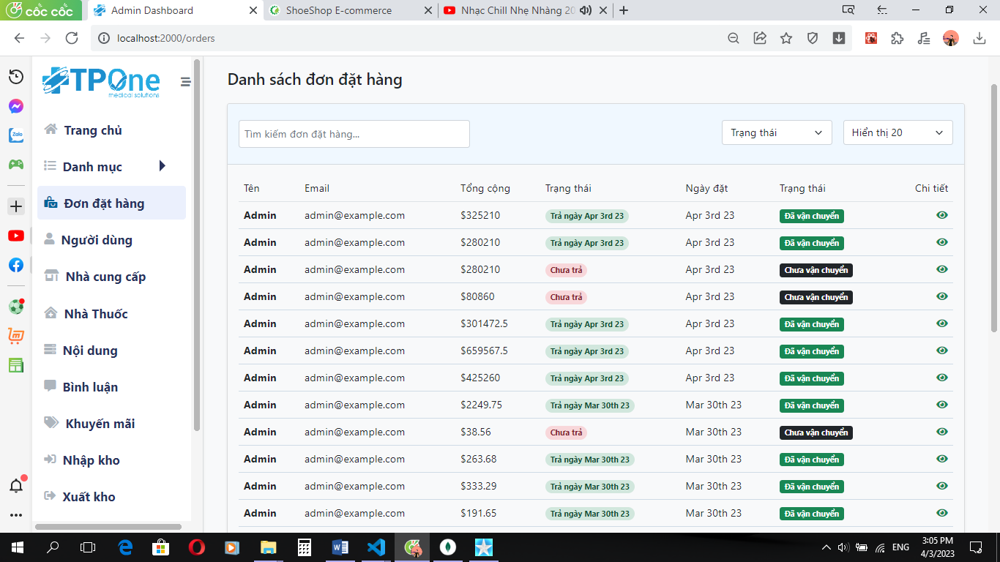 cốc cốc
Admin Dashboard
ShoeShop E-commerce
Nhạc Chill Nhẹ Nhàng 20
localhost:2000/orders
TPOne
medical solutions
Trang chủ
Danh mục
Đơn đặt hàng
Người dùng
Nhà cung cấp
Nhà Thuốc
Nội dung
Bình luận
Khuyến mãi
Nhập kho
Xuất kho
Zalo
Danh sách đơn đặt hàng
Tìm kiếm đơn đặt hàng...
Trạng thái
Hiển thị 20
Tên Email Tổng cộng Trạng thái Ngày đặt Trạng thái Chi tiết
Admin admin@example.com $325210 Trả ngày Apr 3rd 23 Apr 3rd 23 Đã vận chuyển
Admin admin@example.com $280210 Trả ngày Apr 3rd 23 Apr 3rd 23 Đã vận chuyển
Admin admin@example.com $280210 Chưa trả Apr 3rd 23 Chưa vận chuyển
Admin admin@example.com $80860 Chưa trả Apr 3rd 23 Chưa vận chuyển
Admin admin@example.com $301472.5 Trả ngày Apr 3rd 23 Apr 3rd 23 Đã vận chuyển
Admin admin@example.com $659567.5 Trả ngày Apr 3rd 23 Apr 3rd 23 Đã vận chuyển
Admin admin@example.com $425260 Trả ngày Apr 3rd 23 Apr 3rd 23 Đã vận chuyển
Admin admin@example.com $2249.75 Trả ngày Mar 30th 23 Mar 30th 23 Đã vận chuyển
Admin admin@example.com $38.56 Chưa trả Mar 30th 23 Chưa vận chuyển
Admin admin@example.com $263.68 Trả ngày Mar 30th 23 Mar 30th 23 Đã vận chuyển
Admin admin@example.com $333.29 Trả ngày Mar 30th 23 Mar 30th 23 Đã vận chuyển
Admin admin@example.com $191.65 Trả ngày Mar 30th 23 Mar 30th 23 Đã vận chuyển
ENG
3:05 PM
4/3/2023